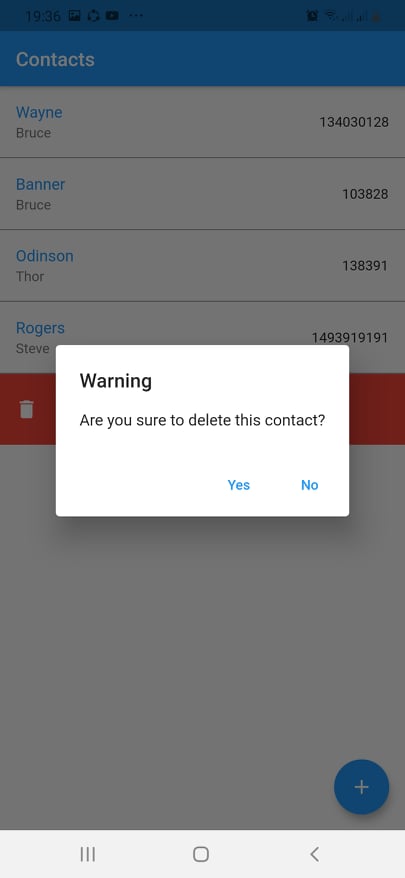 19:36
Contacts
Wayne
Bruce
134030128
Banner
Bruce
103828
Odinson
Thor
138391
Rogers
Steve
1493919191
Warning
Are you sure to delete this contact?
Yes No